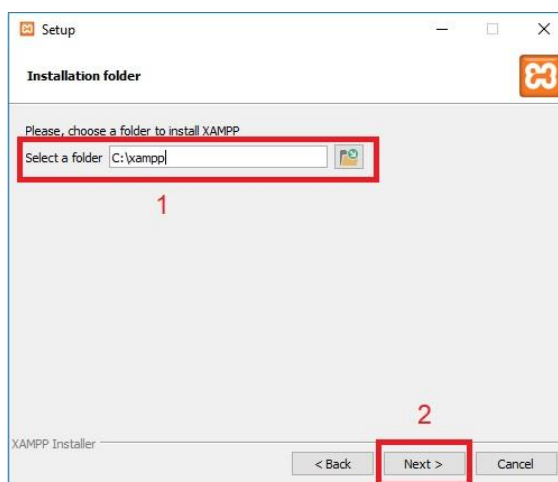 Setup
Installation folder
Please, choose a folder to install XAMPP
Select a folder C:\xampp
1
2
XAMPP Installer
< Back Next > Cancel